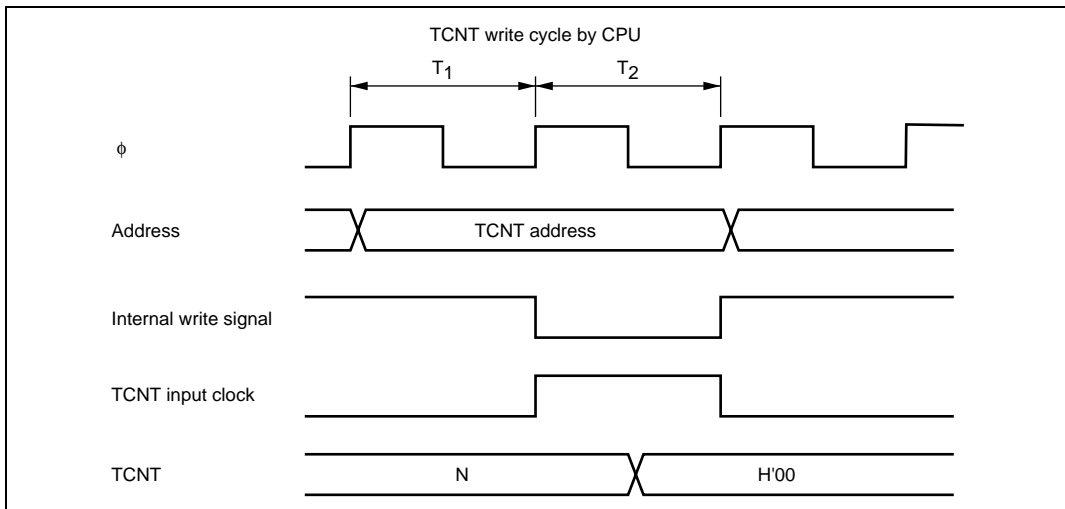 TCNT write cycle by CPU
T1 T2
ϕ
Address TCNT address
Internal write signal
TCNT input clock
TCNT N H'00